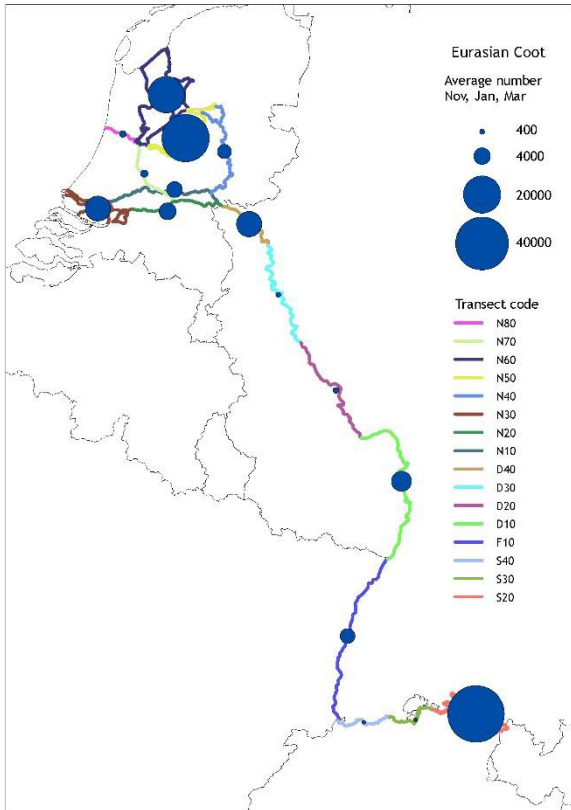 Eurasian Coot
Average number
Nov, Jan, Mar
400
4000
20000
40000
Transect code
N80
N70
N60
N50
N40
N30
N20
N10
D40
D30
D20
D10
F10
S40
S30
S20